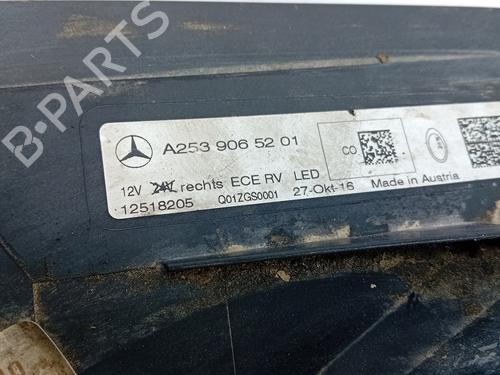 B-PARTS
A253 906 52 01
CO
12V 24V rechts ECE RV LED
12518205 Q01ZGS0001 27-Okt-16 Made in Austria